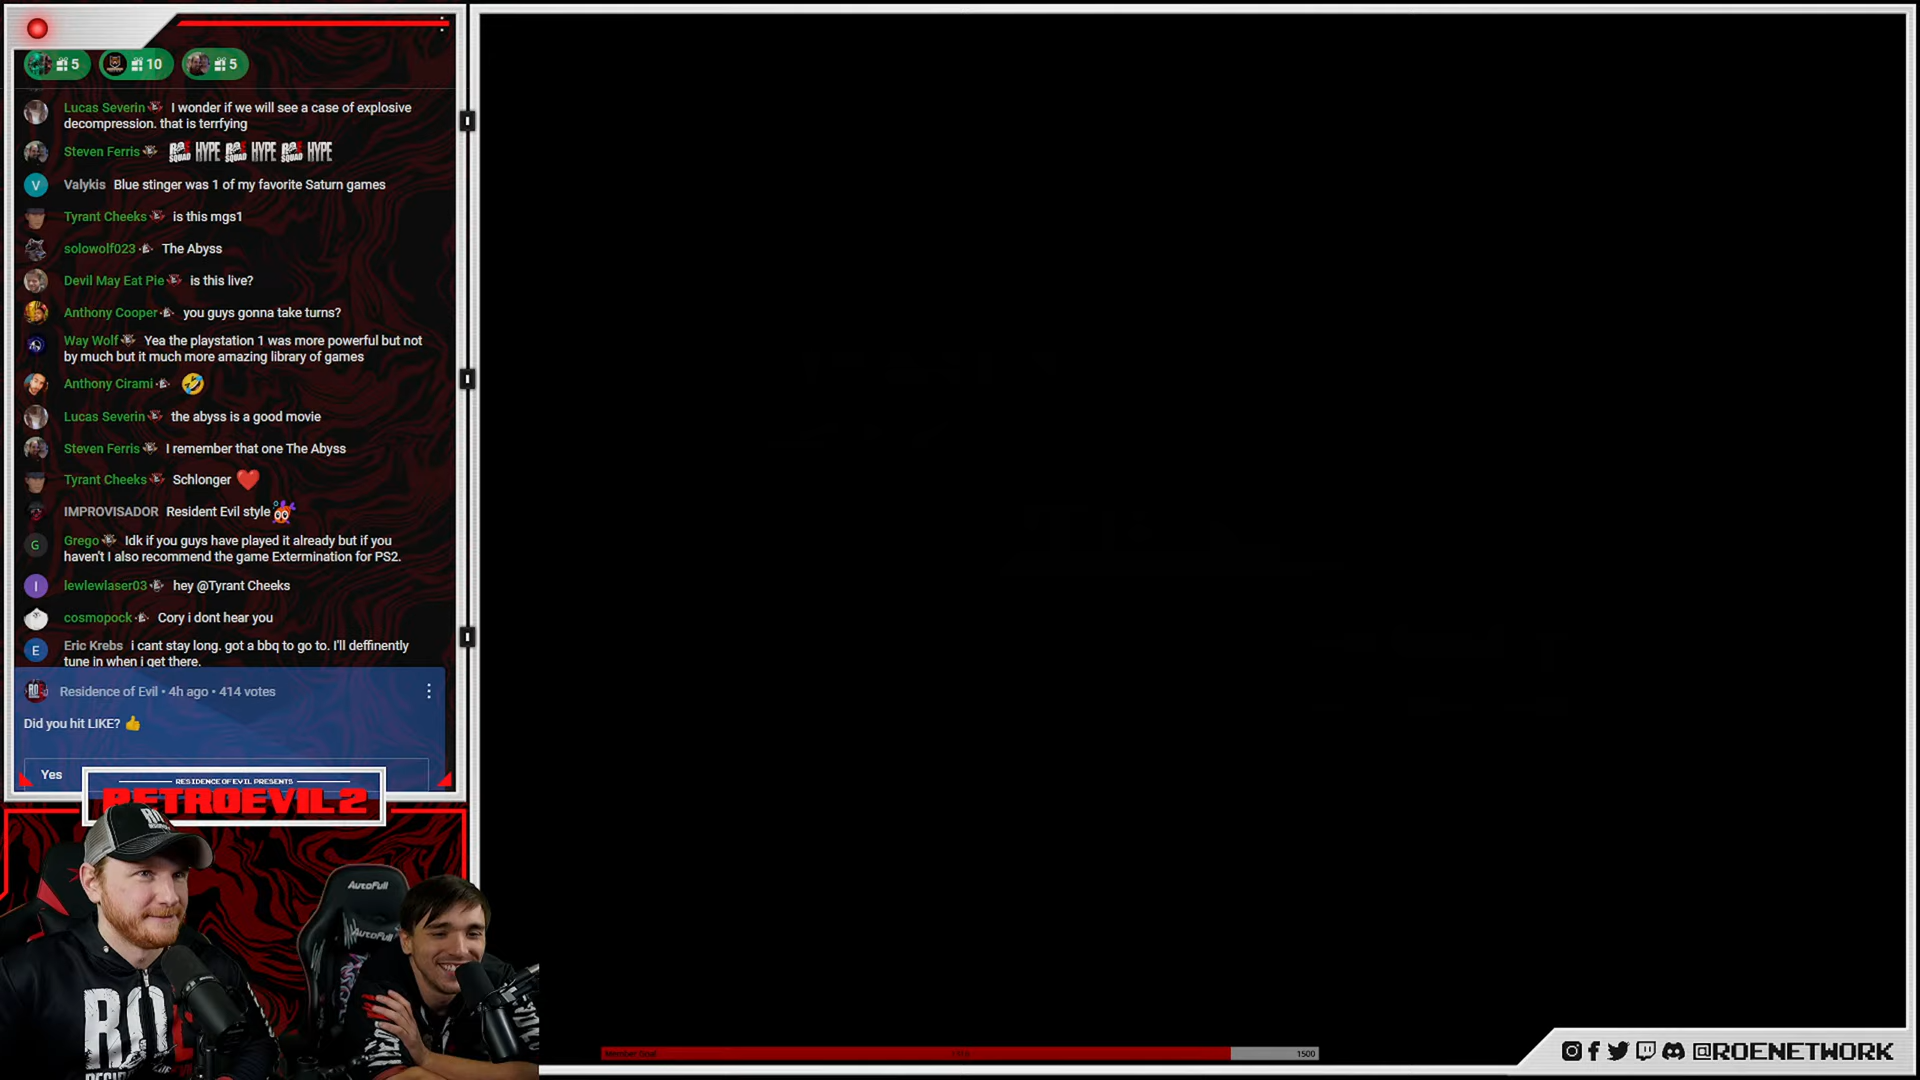 5
10
5
Lucas Severin I wonder if we will see a case of explosive
decompression. that is terrfying
Steven Ferris SQUAD HYPE SQUAD HYPE SQUAD HYPE
V Valykis Blue stinger was 1 of my favorite Saturn games
Tyrant Cheeks is this mgs1
solowolf023 The Abyss
Devil May Eat Pie is this live?
Anthony Cooper you guys gonna take turns?
Way Wolf Yea the playstation 1 was more powerful but not
by much but it much more amazing library of games
Anthony Cirami 🤣
Lucas Severin the abyss is a good movie
Steven Ferris I remember that one The Abyss
Tyrant Cheeks Schlonger ❤️
IMPROVISADOR Resident Evil style
G Grego Idk if you guys have played it already but if you
haven't I also recommend the game Extermination for PS2.
l lewlewlaser03 hey @Tyrant Cheeks
cosmopock Cory i dont hear you
E Eric Krebs i cant stay long. got a bbq to go to. I'll deffinently
tune in when i get there.
Residence of Evil • 4h ago • 414 votes
Did you hit LIKE? 👍
Yes
RESIDENCE OF EVIL PRESENTS
RETROEVIL 2
AutoFull
AutoFull
Member Goal
1500
@ROENETWORK